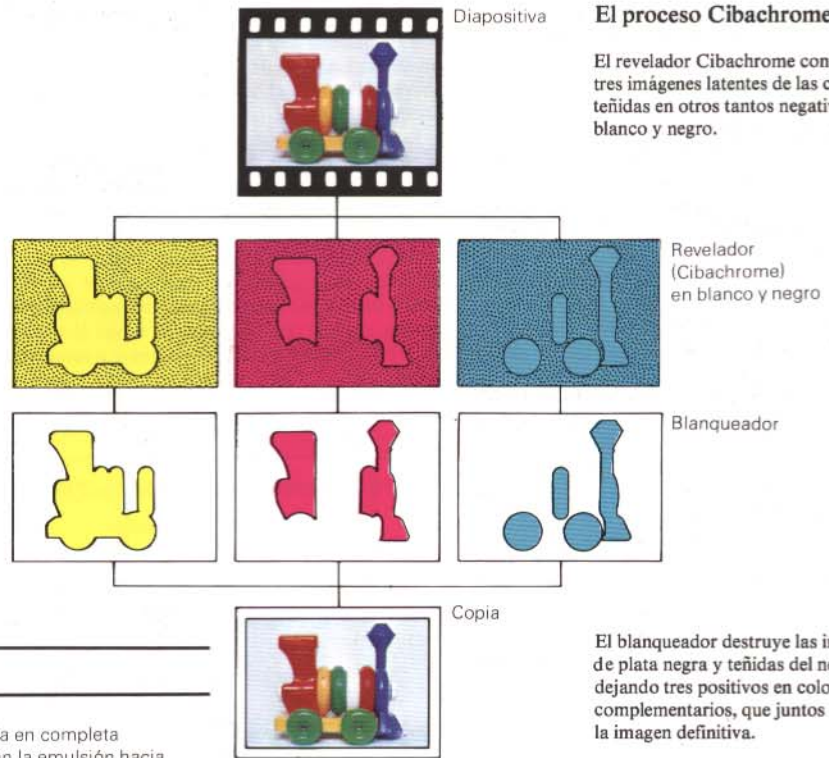 Diapositiva
El proceso Cibachrome
El revelador Cibachrome con
tres imágenes latentes de las c
teñidas en otros tantos negativ
blanco y negro.
Revelador
(Cibachrome)
en blanco y negro
Blanqueador
Copia
El blanqueador destruye las in
de plata negra y teñidas del ne
dejando tres positivos en colo
complementarios, que juntos
la imagen definitiva.
a en completa
n la emulsión hacia